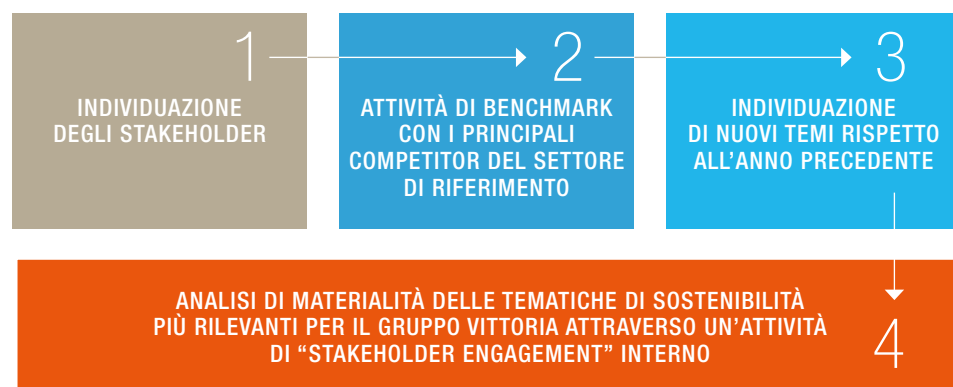 1
INDIVIDUAZIONE
DEGLI STAKEHOLDER
2
ATTIVITÀ DI BENCHMARK
CON I PRINCIPALI
COMPETITOR DEL SETTORE
DI RIFERIMENTO
3
INDIVIDUAZIONE
DI NUOVI TEMI RISPETTO
ALL’ANNO PRECEDENTE
ANALISI DI MATERIALITÀ DELLE TEMATICHE DI SOSTENIBILITÀ
PIÙ RILEVANTI PER IL GRUPPO VITTORIA ATTRAVERSO UN’ATTIVITÀ
DI “STAKEHOLDER ENGAGEMENT” INTERNO
4